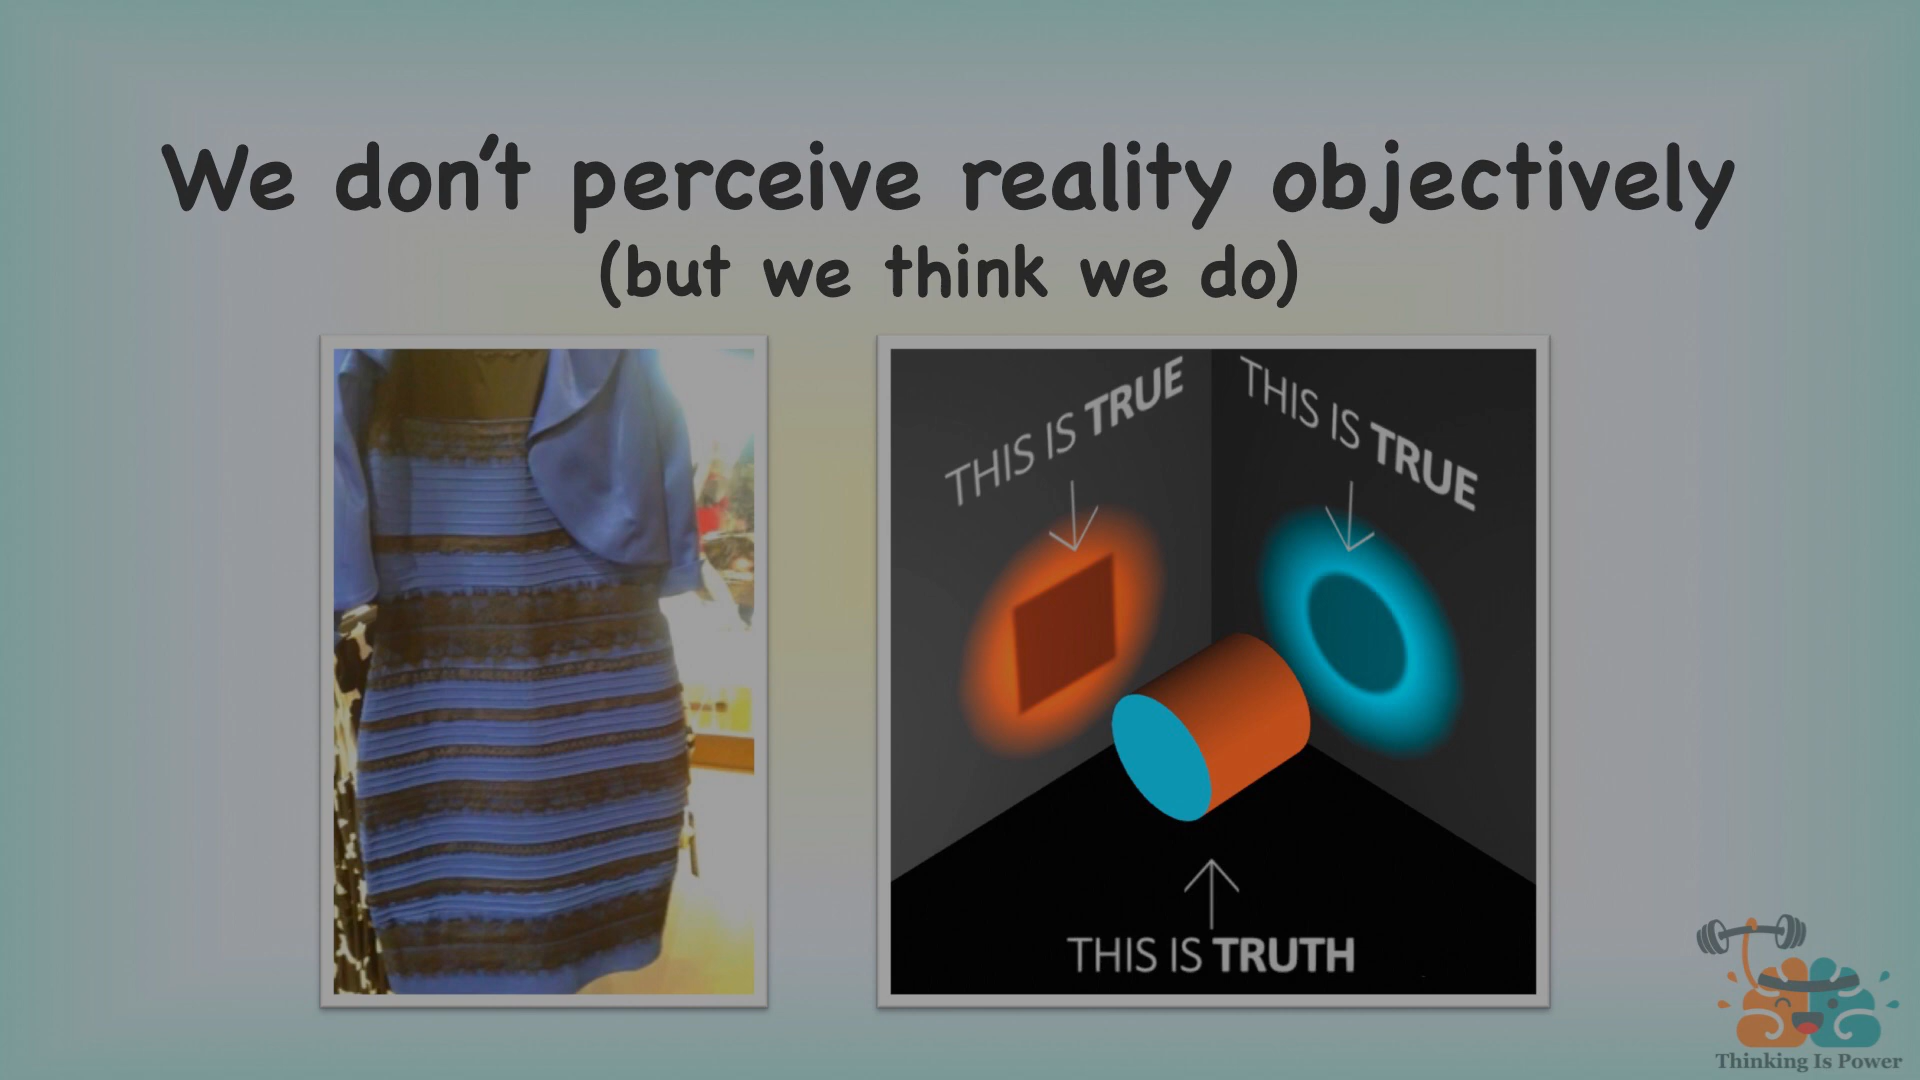 We don't perceive reality objectively
(but we think we do)
THIS IS TRUE
THIS IS TRUE
THIS IS TRUTH
Thinking Is Power